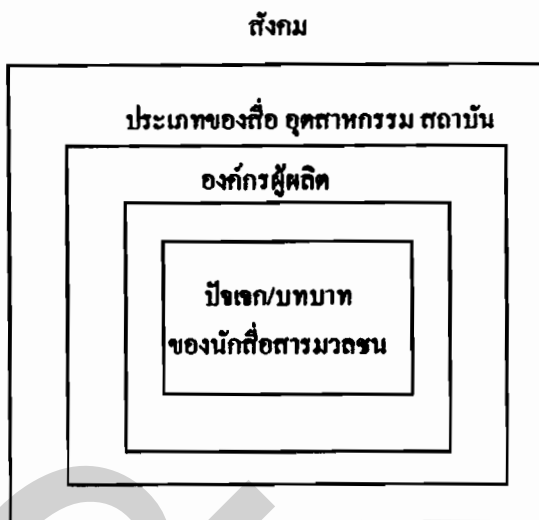 สังคม
ประเภทของสื่อ อุตสาหกรรม สถาบัน
องค์กรผู้ผลิต
ปัจเจก/บทบาท
ของนักสื่อสารมวลชน